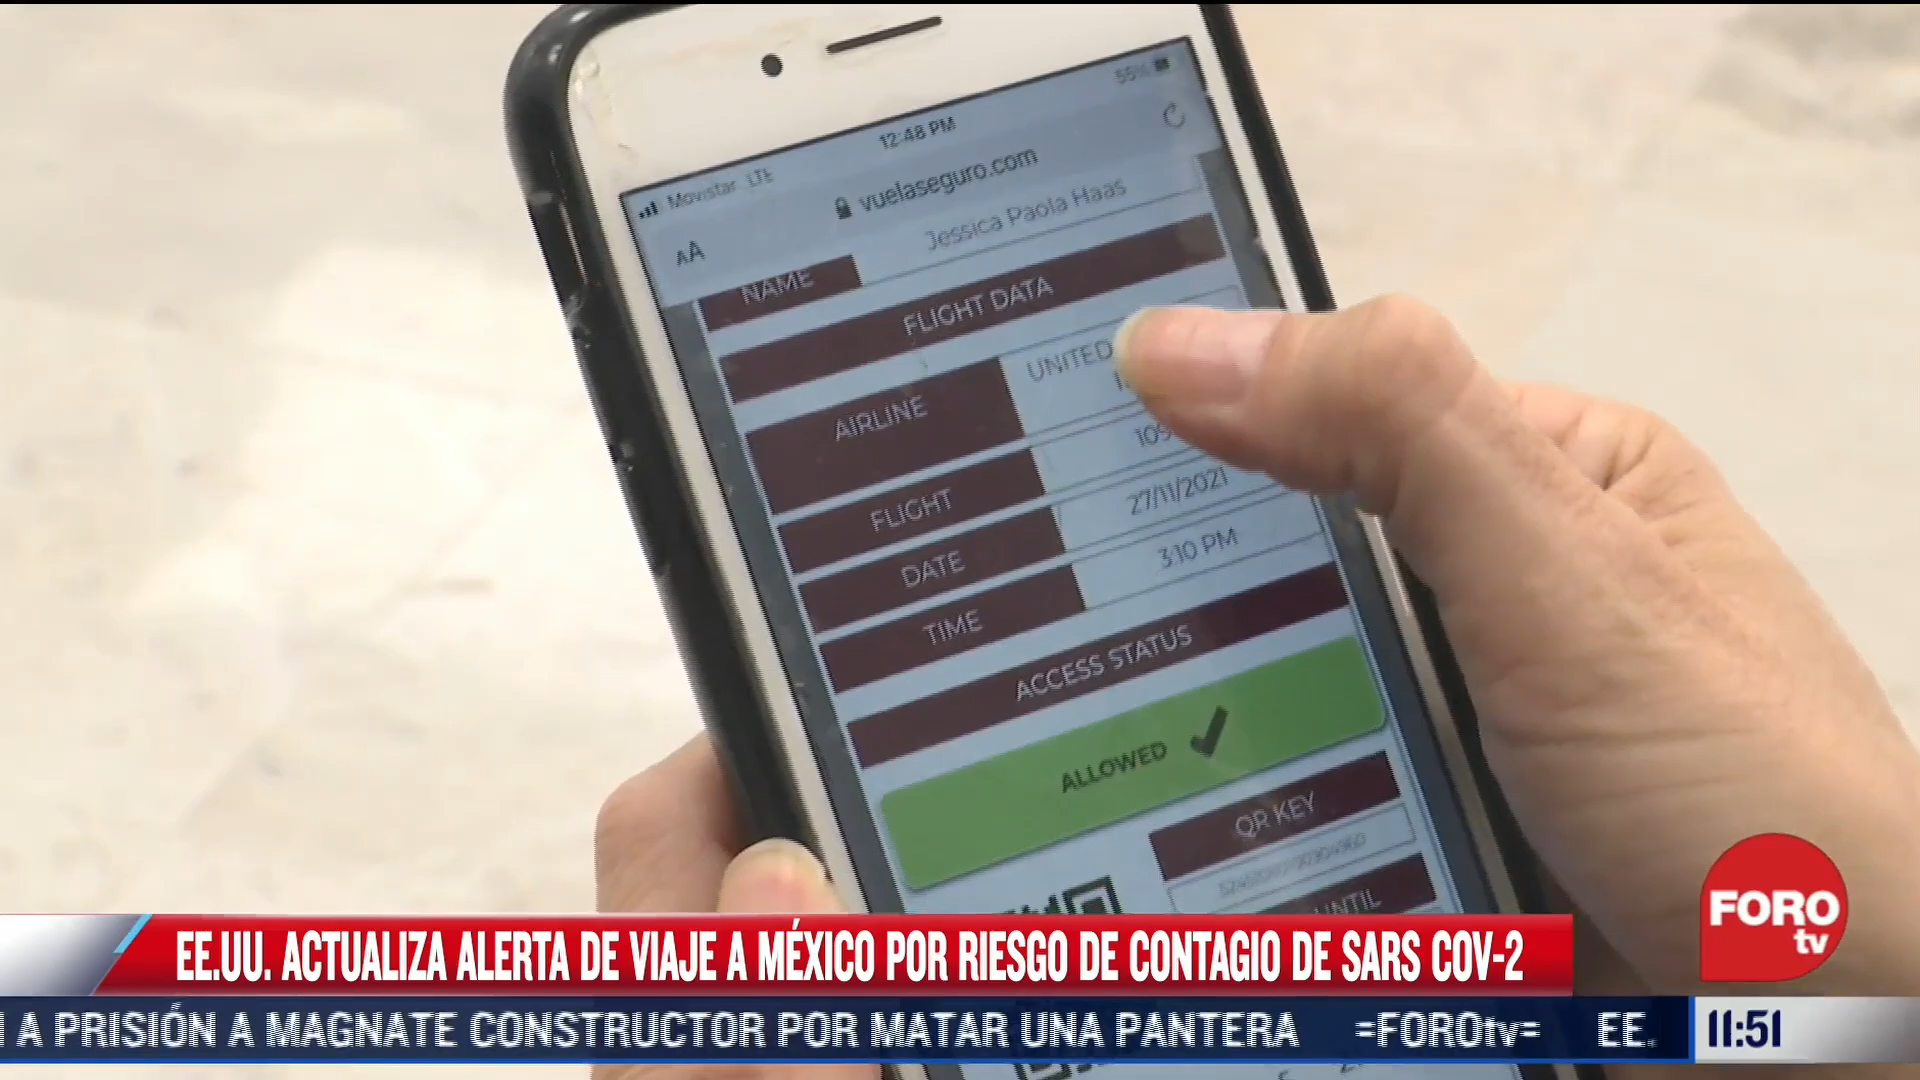 Movistar LTE
12:48 PM
55%
AA
vuelaseguro.com
NAME
Jessica Paola Haas
FLIGHT DATA
AIRLINE
UNITED
FLIGHT
109
DATE
27/11/2021
TIME
3:10 PM
ACCESS STATUS
ALLOWED
QR KEY
UNTIL
FORO
tv
EE.UU. ACTUALIZA ALERTA DE VIAJE A MÉXICO POR RIESGO DE CONTAGIO DE SARS COV-2
A PRISIÓN A MAGNATE CONSTRUCTOR POR MATAR UNA PANTERA =FOROtv= EE.
11:51